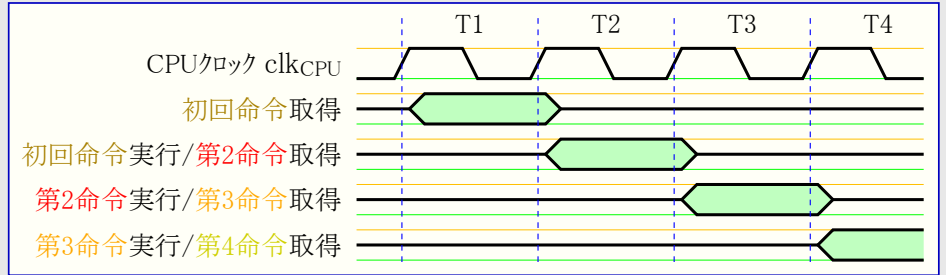 T1 T2 T3 T4
CPUクロック clkCPU
初回命令取得
初回命令実行/第2命令取得
第2命令実行/第3命令取得
第3命令実行/第4命令取得